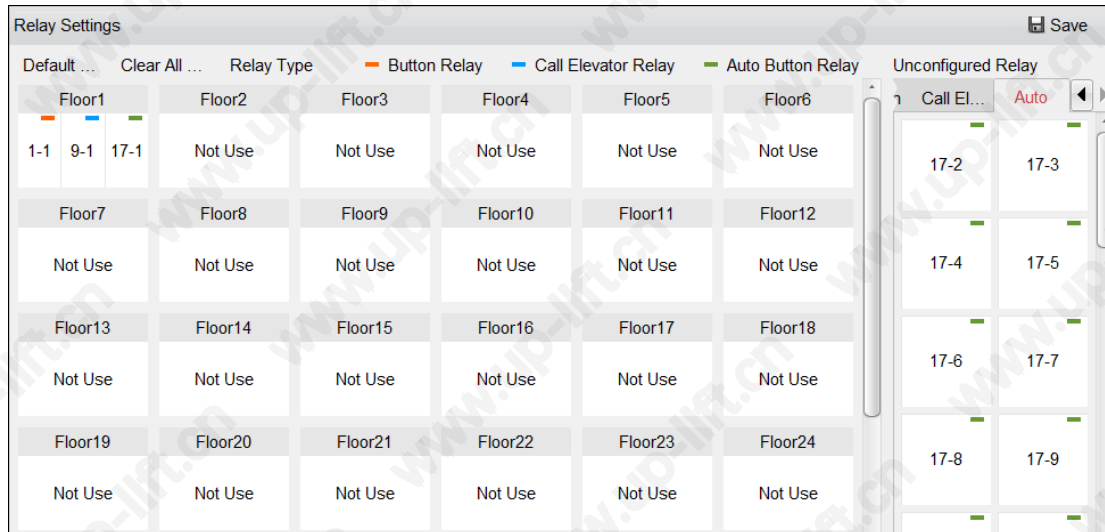 Relay Settings Save
Default ... Clear All ... Relay Type Button Relay Call Elevator Relay Auto Button Relay Unconfigured Relay
Floor1 Floor2 Floor3 Floor4 Floor5 Floor6 Call El... Auto
1-1 9-1 17-1 Not Use Not Use Not Use Not Use Not Use 17-2 17-3
Floor7 Floor8 Floor9 Floor10 Floor11 Floor12
Not Use Not Use Not Use Not Use Not Use Not Use 17-4 17-5
Floor13 Floor14 Floor15 Floor16 Floor17 Floor18
Not Use Not Use Not Use Not Use Not Use Not Use 17-6 17-7
Floor19 Floor20 Floor21 Floor22 Floor23 Floor24
Not Use Not Use Not Use Not Use Not Use Not Use 17-8 17-9
www.up-lift.cn